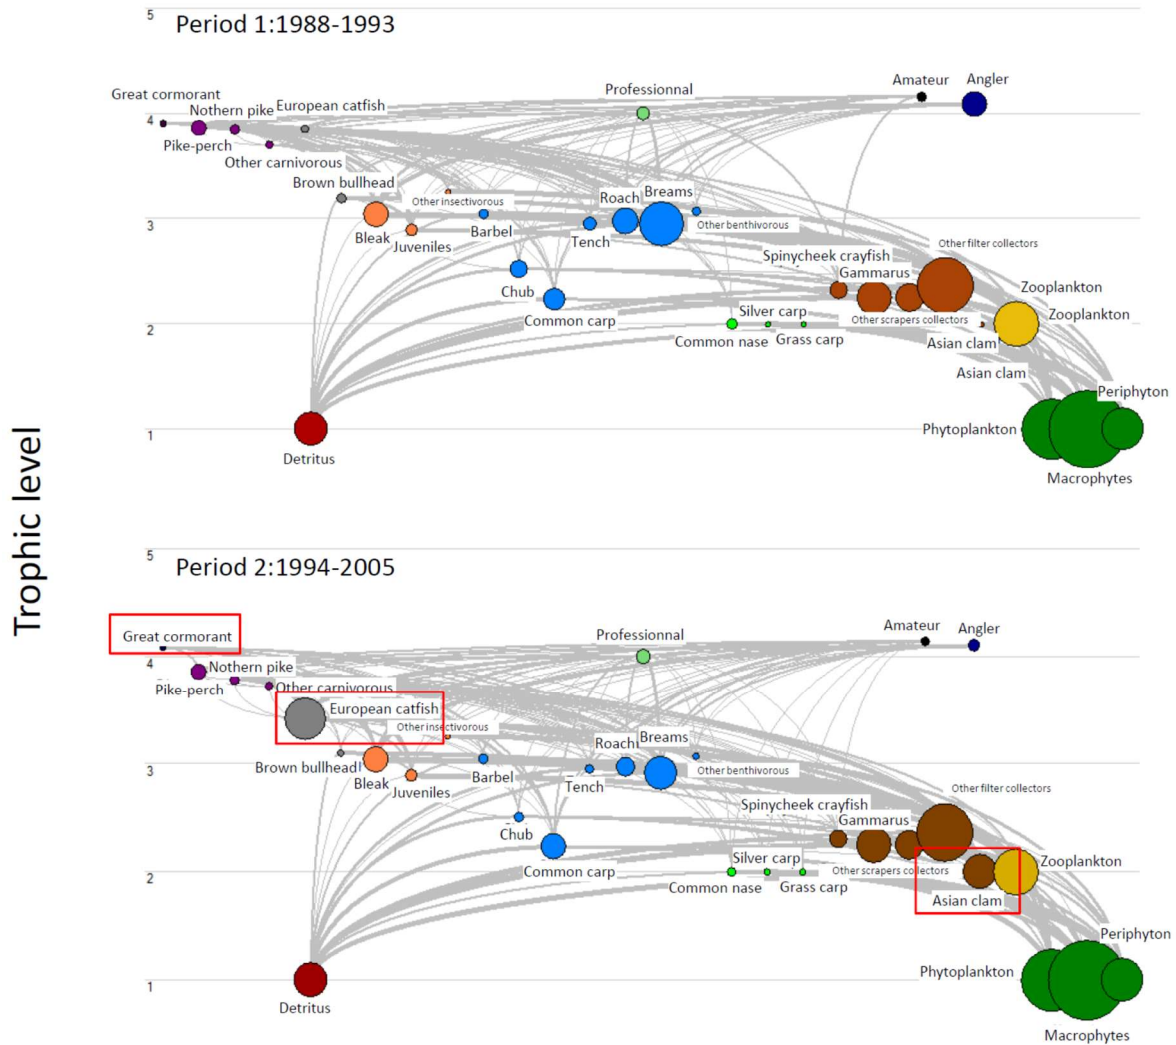 Trophic level
5
Period 1:1988-1993
Great cormorant
Nothern pike
European catfish
Professionnal
Amateur
Angler
4
Pike-perch
Other carnivorous
Brown bullhead
Other insectivorous
Roach
Breams
3
Bleak
Juveniles
Barbel
Tench
Other benthivorous
Other filter collectors
Spinycheek crayfish
Gammarus
Zooplankton
Chub
Common carp
Silver carp
Other scrapers collectors
Zooplankton
2
Common nase
Grass carp
Asian clam
Asian clam
Periphyton
1
Phytoplankton
Detritus
Macrophytes
5
Period 2:1994-2005
Great cormorant
Professionnal
Amateur
Angler
4
Nothern pike
Pike-perch
Other carnivorous
European catfish
Other insectivorous
Roach
Breams
3
Brown bullhead
Bleak
Juveniles
Barbel
Tench
Other benthivorous
Other filter collectors
Spinycheek crayfish
Gammarus
Chub
Common carp
Silver carp
Other scrapers collectors
Zooplankton
2
Common nase
Grass carp
Asian clam
Periphyton
1
Phytoplankton
Detritus
Macrophytes